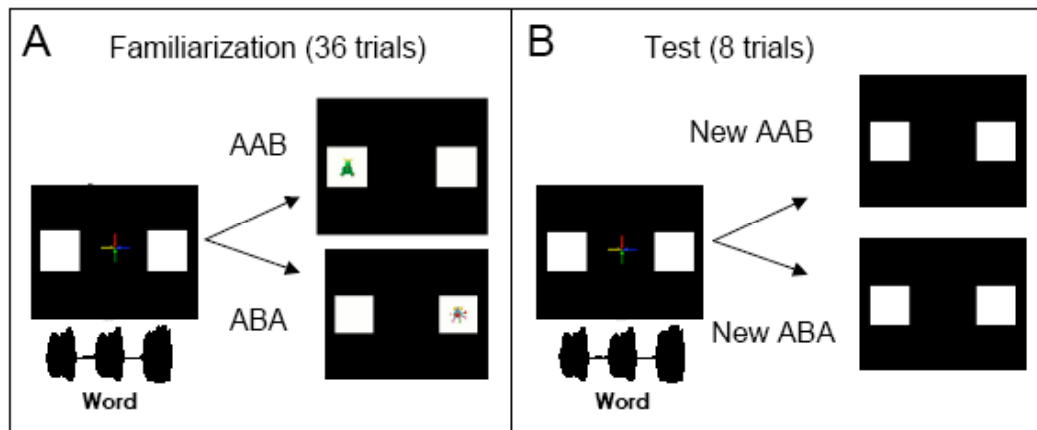 A Familiarization (36 trials)
AAB
ABA
Word
B Test (8 trials)
New AAB
New ABA
Word